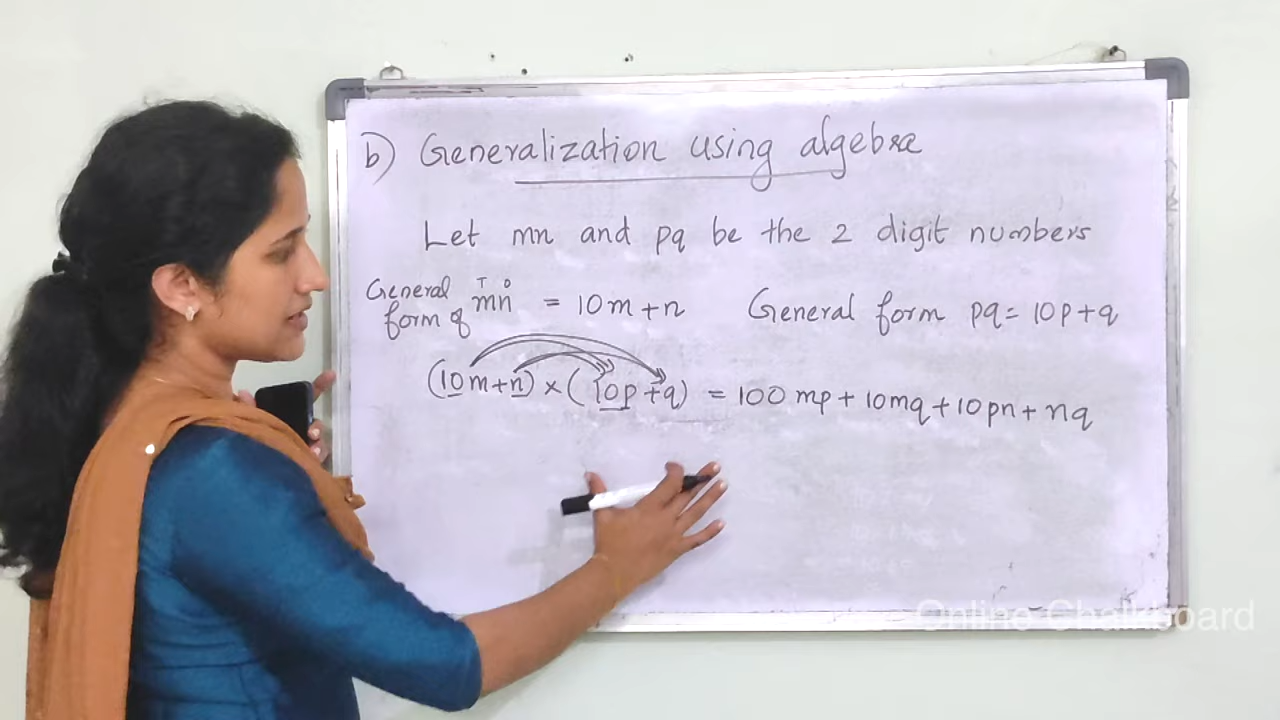 b) Generalization using algebra
Let mn and pq be the 2 digit numbers
T O
General form of mn = 10m+n General form pq = 10p+q
(10m+n) × (10p+q) = 100mp + 10mq + 10pn + nq
Online Chalkboard